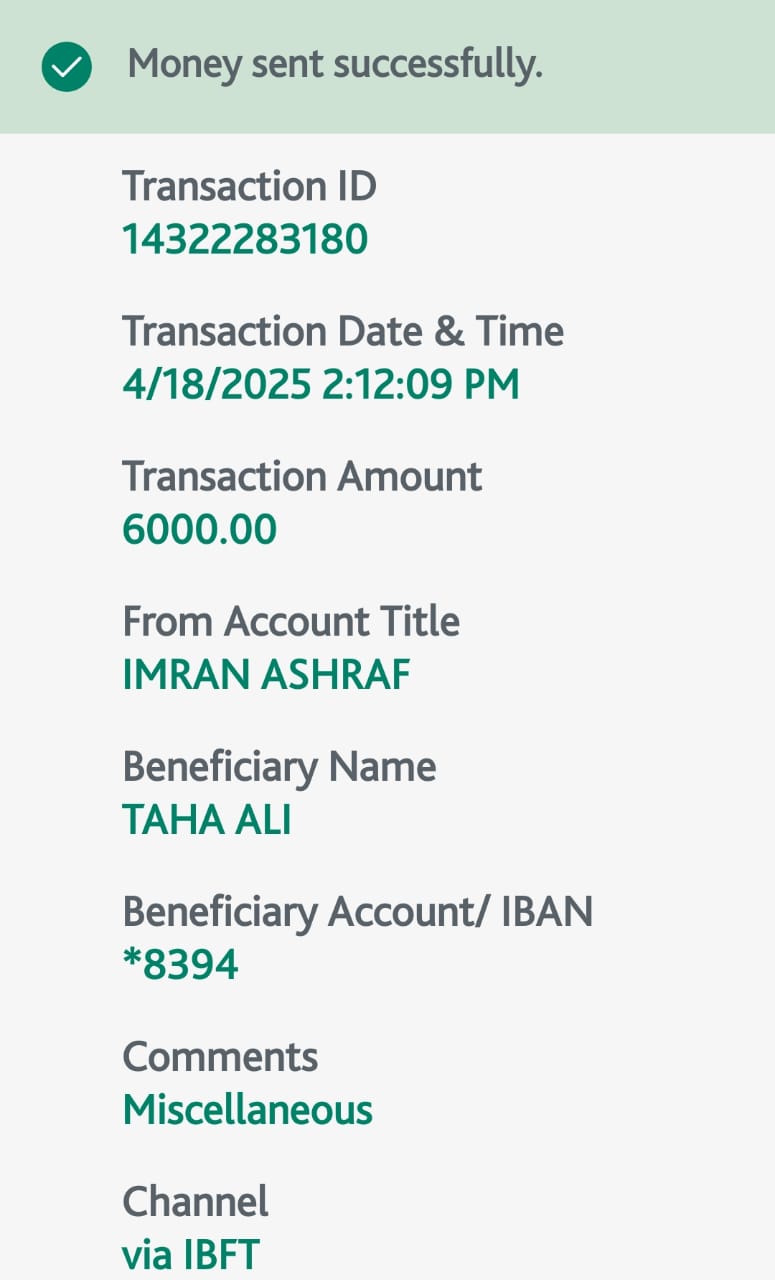 Money sent successfully.
Transaction ID
14322283180
Transaction Date & Time
4/18/2025 2:12:09 PM
Transaction Amount
6000.00
From Account Title
IMRAN ASHRAF
Beneficiary Name
TAHA ALI
Beneficiary Account/ IBAN
*8394
Comments
Miscellaneous
Channel
via IBFT